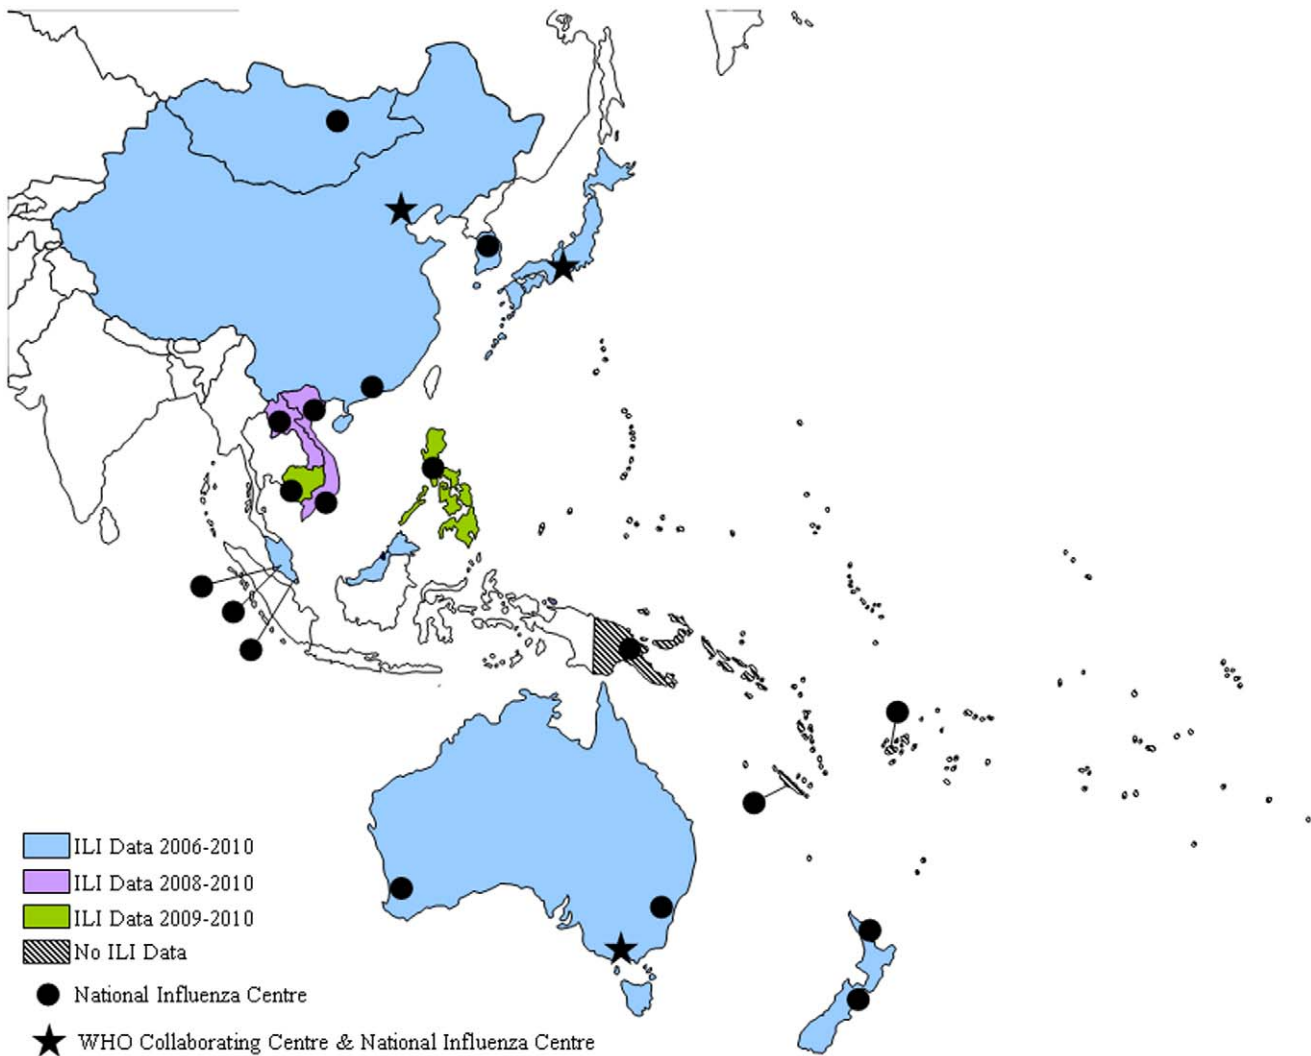 ILI Data 2006-2010
ILI Data 2008-2010
ILI Data 2009-2010
No ILI Data
National Influenza Centre
WHO Collaborating Centre & National Influenza Centre